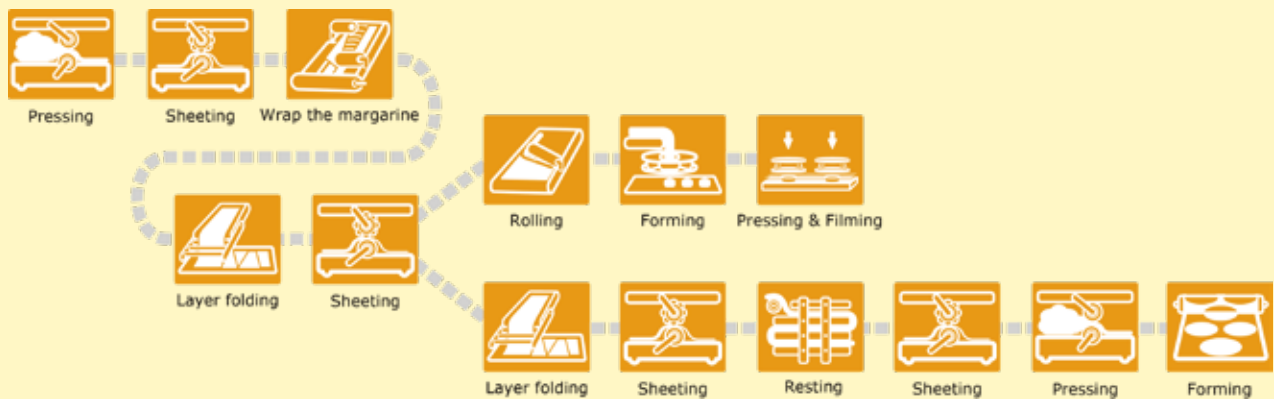 Pressing
Sheeting
Wrap the margarine
Layer folding
Sheeting
Rolling
Forming
Pressing & Filming
Layer folding
Sheeting
Resting
Sheeting
Pressing
Forming